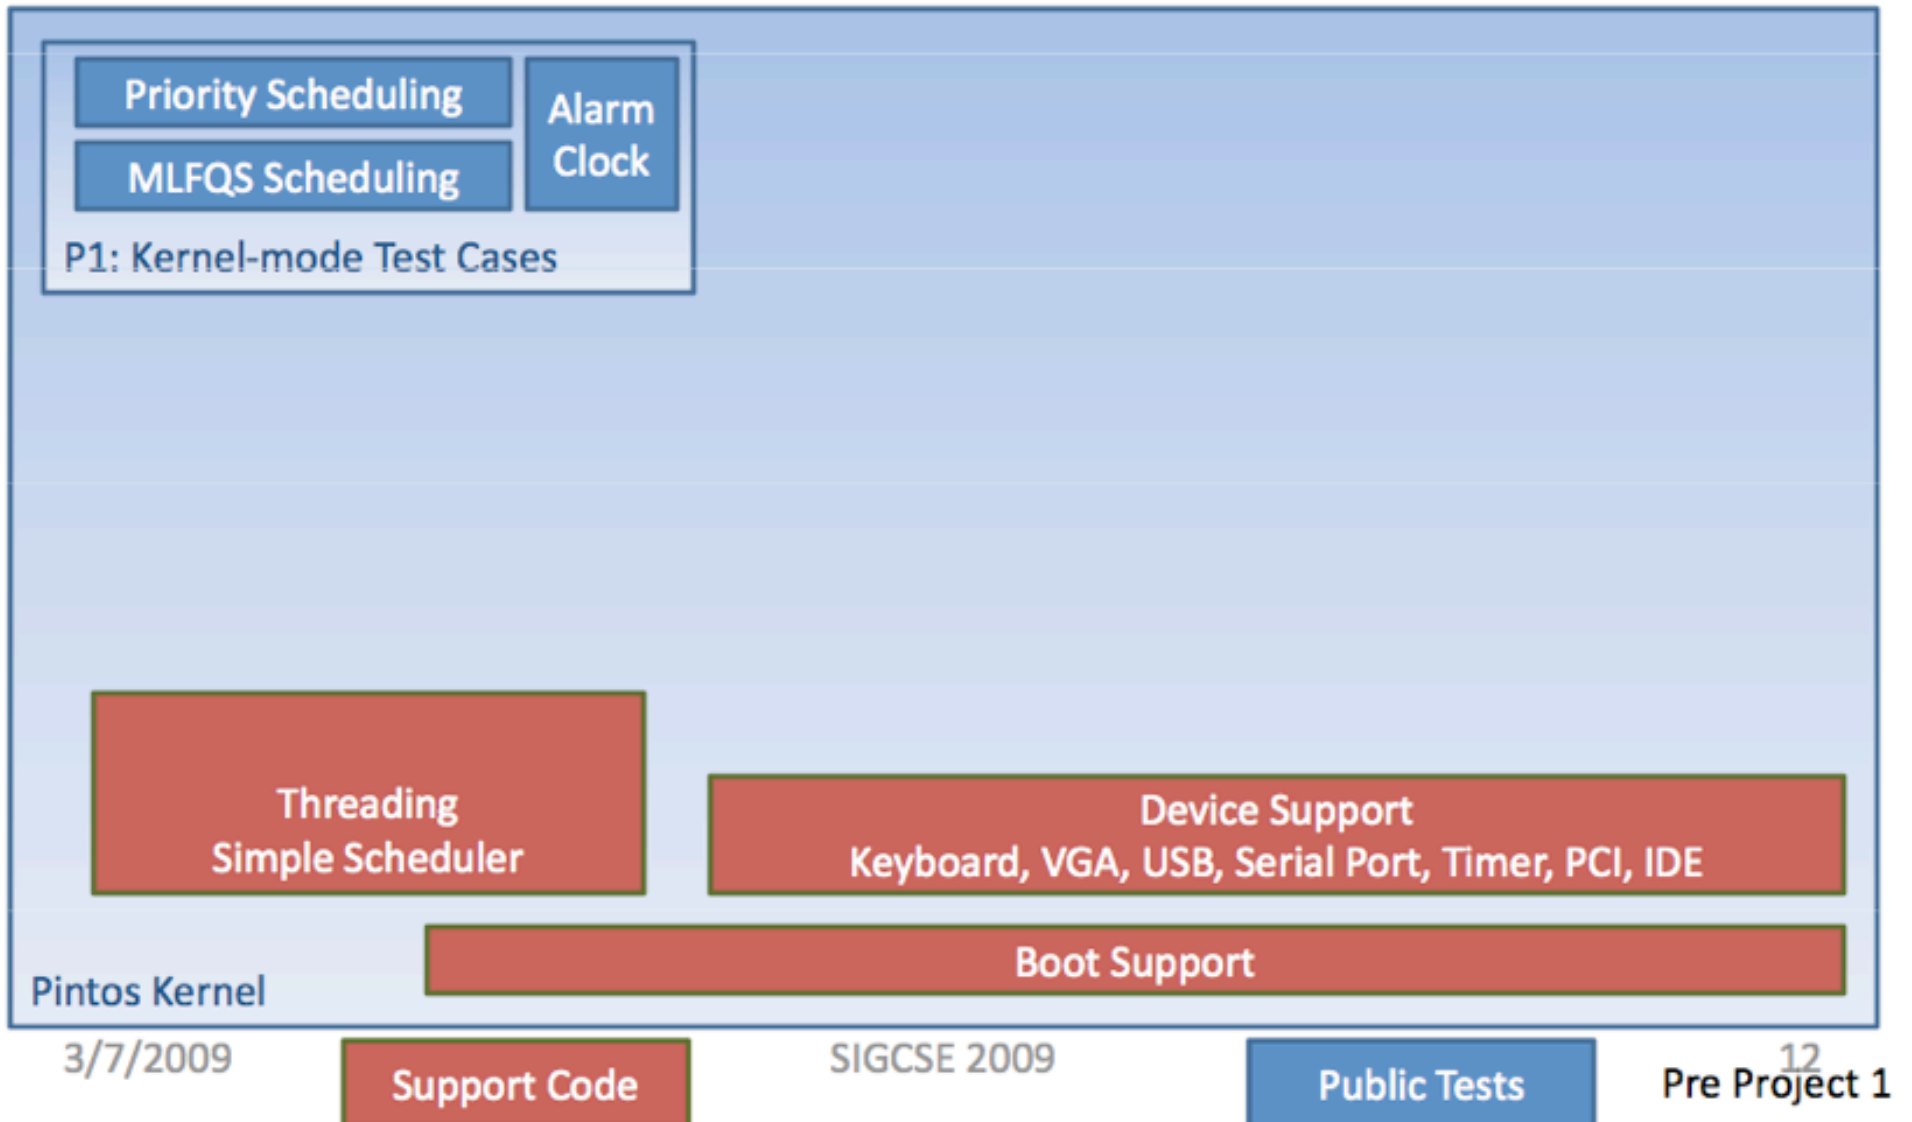 Priority Scheduling
MLFQS Scheduling
Alarm
Clock
P1: Kernel-mode Test Cases
Threading
Simple Scheduler
Device Support
Keyboard, VGA, USB, Serial Port, Timer, PCI, IDE
Boot Support
Pintos Kernel
3/7/2009
Support Code
SIGCSE 2009
Public Tests
12
Pre Project 1